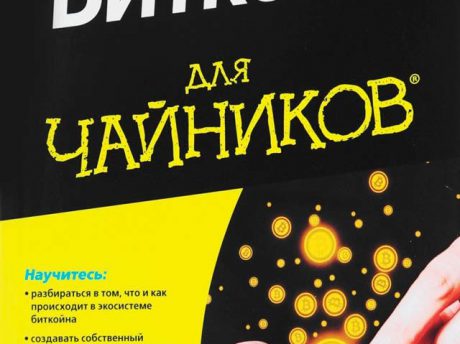 для
ЧАЙНИКОВ®
Научитесь:
• разбираться в том, что и как
происходит в экосистеме
биткойна
• создавать собственный